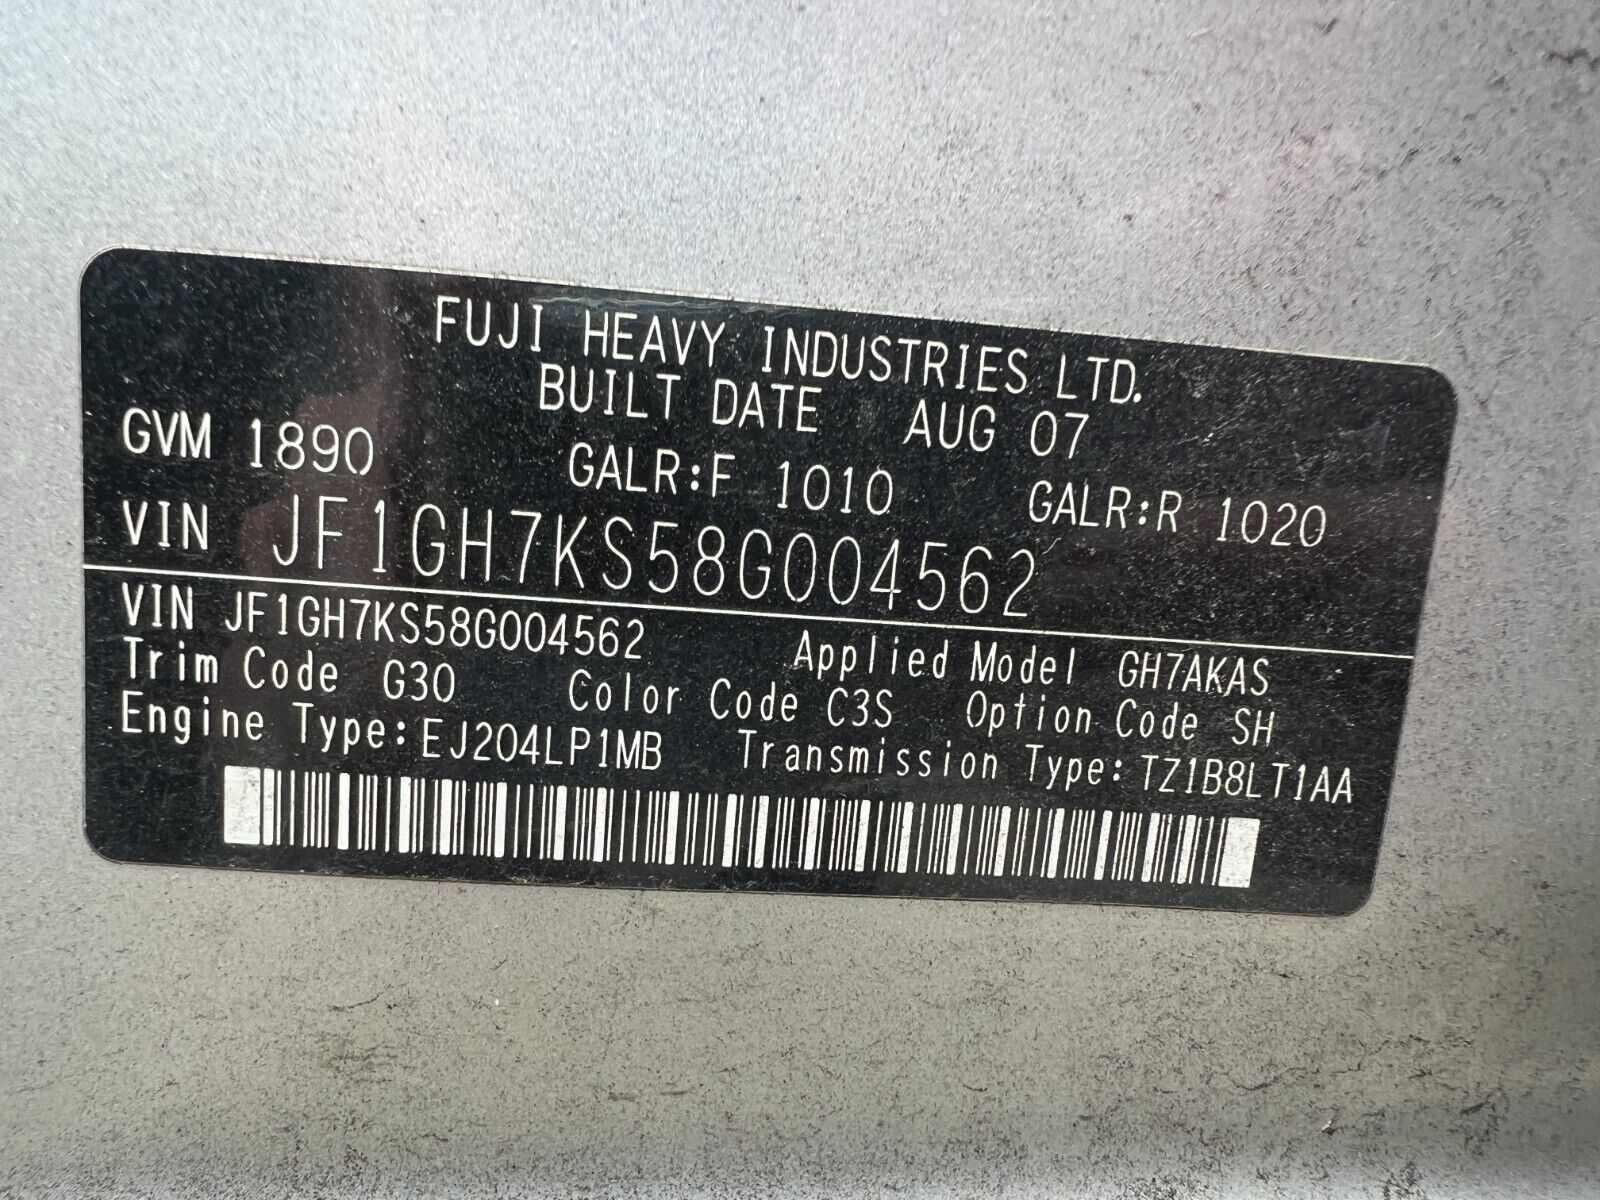 FUJI HEAVY INDUSTRIES LTD.
BUILT DATE AUG 07
GVM 1890 GALR:F 1010 GALR:R 1020
VIN JF1GH7KS58G004562
VIN JF1GH7KS58G004562 Applied Model GH7AKAS
Trim Code G30 Color Code C3S Option Code SH
Engine Type:EJ204LP1MB Transmission Type:TZ1B8LT1AA